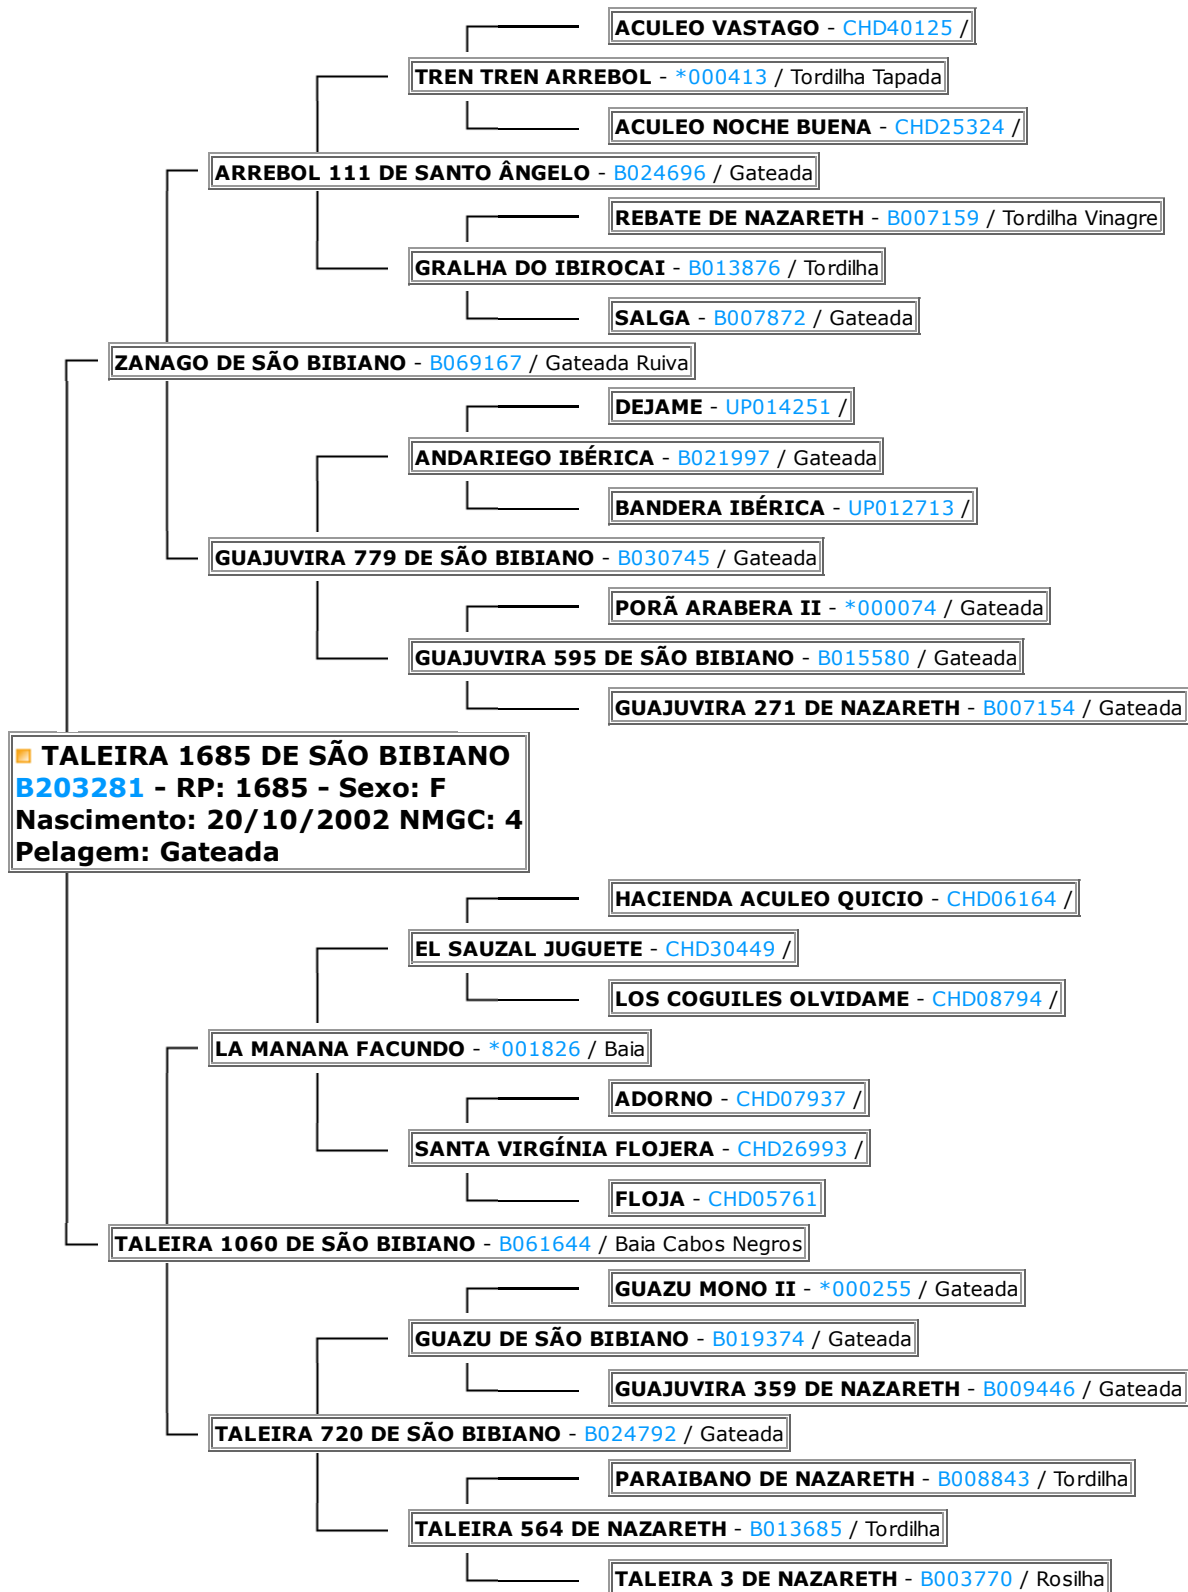 ACULEO VASTAGO - CHD40125 /
TREN TREN ARREBOL - *000413 / Tordilha Tapada
ACULEO NOCHE BUENA - CHD25324 /
ARREBOL 111 DE SANTO ÂNGELO - B024696 / Gateada
REBATE DE NAZARETH - B007159 / Tordilha Vinagre
GRALHA DO IBIROCAI - B013876 / Tordilha
SALGA - B007872 / Gateada
ZANAGO DE SÃO BIBIANO - B069167 / Gateada Ruiva
DEJAME - UP014251 /
ANDARIEGO IBÉRICA - B021997 / Gateada
BANDERA IBÉRICA - UP012713 /
GUAJUVIRA 779 DE SÃO BIBIANO - B030745 / Gateada
PORÃ ARABERA II - *000074 / Gateada
GUAJUVIRA 595 DE SÃO BIBIANO - B015580 / Gateada
GUAJUVIRA 271 DE NAZARETH - B007154 / Gateada
TALEIRA 1685 DE SÃO BIBIANO
B203281 - RP: 1685 - Sexo: F
Nascimento: 20/10/2002 NMGC: 4
Pelagem: Gateada
HACIENDA ACULEO QUICIO - CHD06164 /
EL SAUZAL JUGUETE - CHD30449 /
LOS COGUILES OLVIDAME - CHD08794 /
LA MANANA FACUNDO - *001826 / Baia
ADORNO - CHD07937 /
SANTA VIRGÍNIA FLOJERA - CHD26993 /
FLOJA - CHD05761
TALEIRA 1060 DE SÃO BIBIANO - B061644 / Baia Cabos Negros
GUAZU MONO II - *000255 / Gateada
GUAZU DE SÃO BIBIANO - B019374 / Gateada
GUAJUVIRA 359 DE NAZARETH - B009446 / Gateada
TALEIRA 720 DE SÃO BIBIANO - B024792 / Gateada
PARAIBANO DE NAZARETH - B008843 / Tordilha
TALEIRA 564 DE NAZARETH - B013685 / Tordilha
TALEIRA 3 DE NAZARETH - B003770 / Rosilha